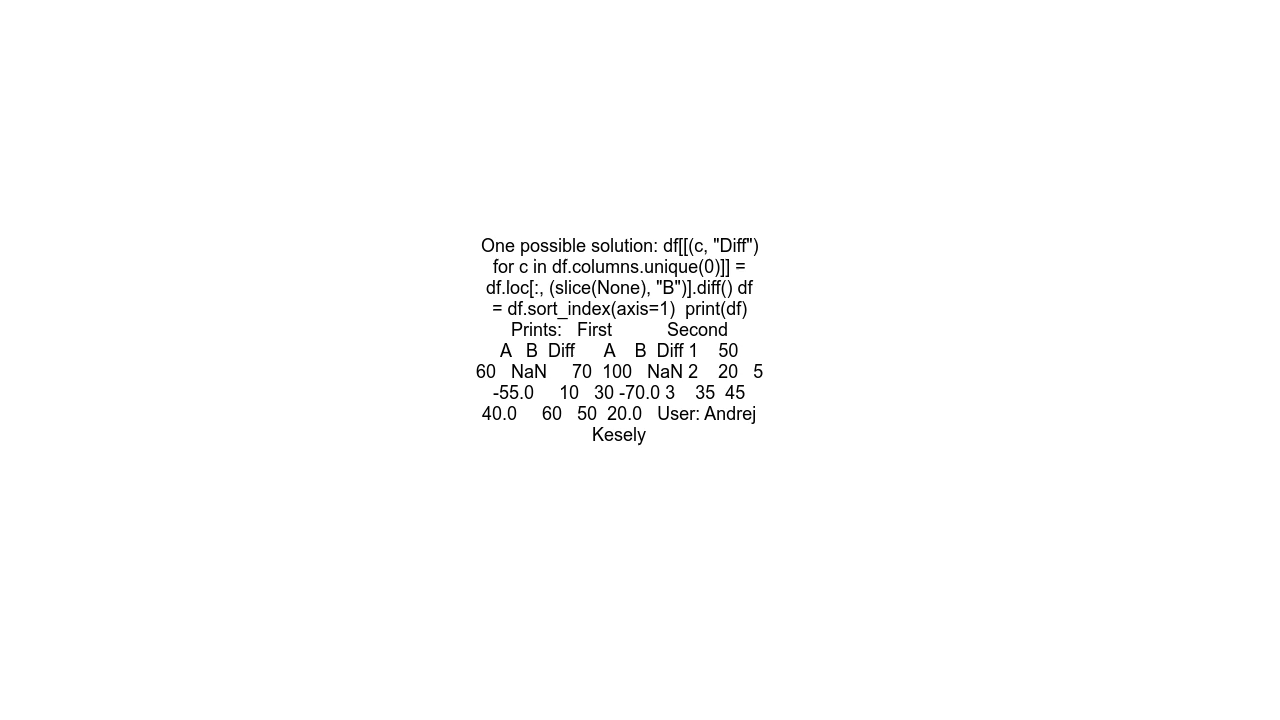 One possible solution: df[[(c, "Diff")
for c in df.columns.unique(0)]] =
df.loc[:, (slice(None), "B")].diff() df
= df.sort_index(axis=1)  print(df)
Prints:   First           Second
A   B  Diff      A    B  Diff 1    50
60   NaN     70  100   NaN 2    20   5
-55.0     10   30 -70.0 3    35  45
40.0     60   50  20.0   User: Andrej
Kesely